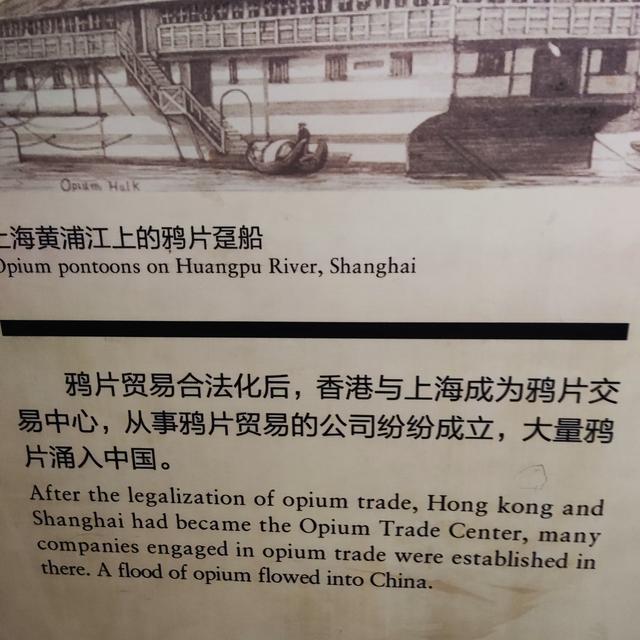 Opium Hulk
上海黄浦江上的鸦片趸船
Opium pontoons on Huangpu River, Shanghai
鸦片贸易合法化后，香港与上海成为鸦片交
易中心，从事鸦片贸易的公司纷纷成立，大量鸦
片涌入中国。
After the legalization of opium trade, Hong kong and
Shanghai had became the Opium Trade Center, many
companies engaged in opium trade were established in
there. A flood of opium flowed into China.